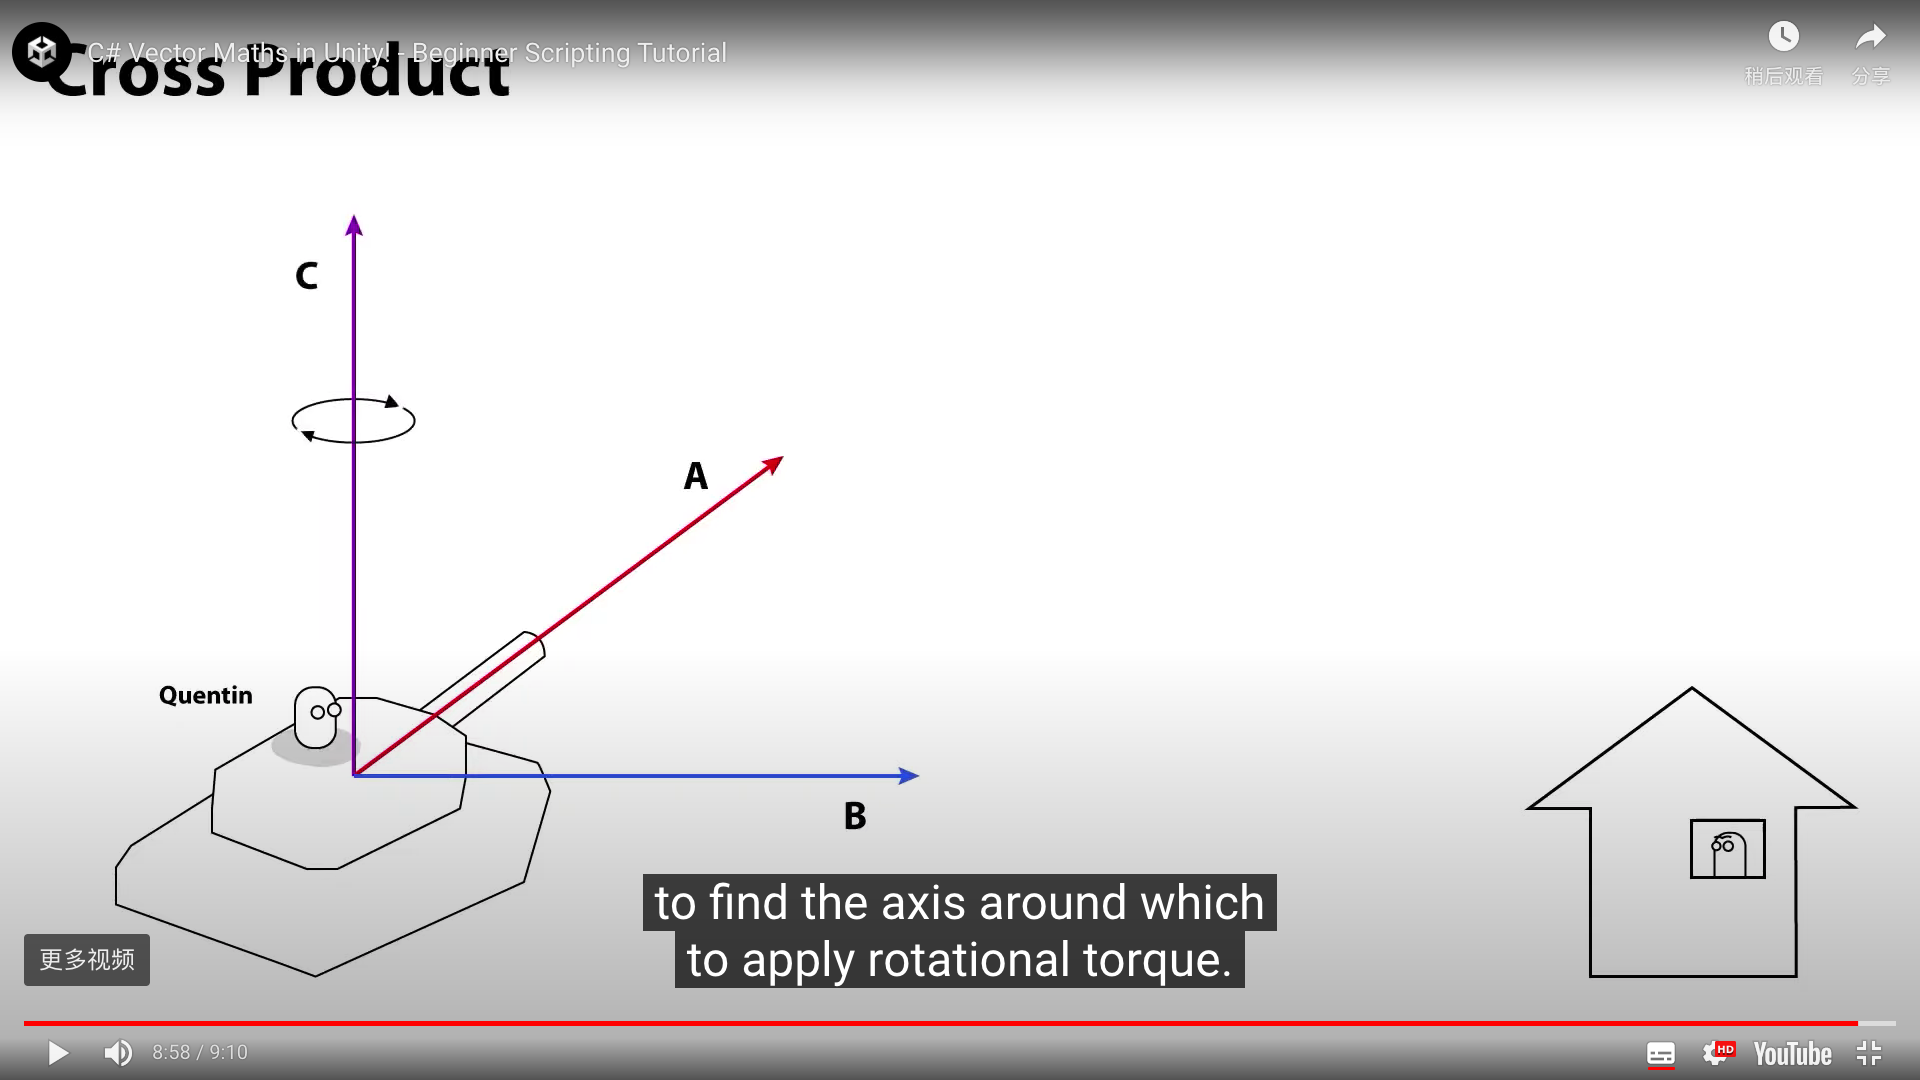 C# Vector Maths in Unity! - Beginner Scripting Tutorial
Cross Product
稍后观看
分享
C
A
Quentin
B
to find the axis around which
to apply rotational torque.
更多视频
8:58 / 9:10
HD
YouTube